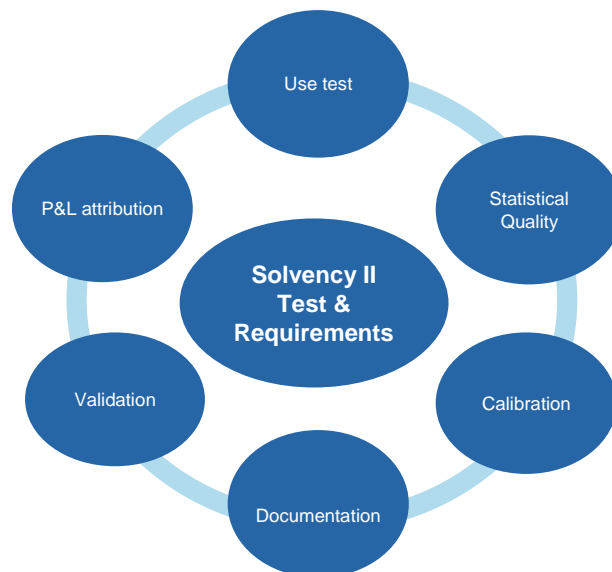 Use test
P&L attribution
Statistical
Quality
Solvency II
Test &
Requirements
Validation
Calibration
Documentation